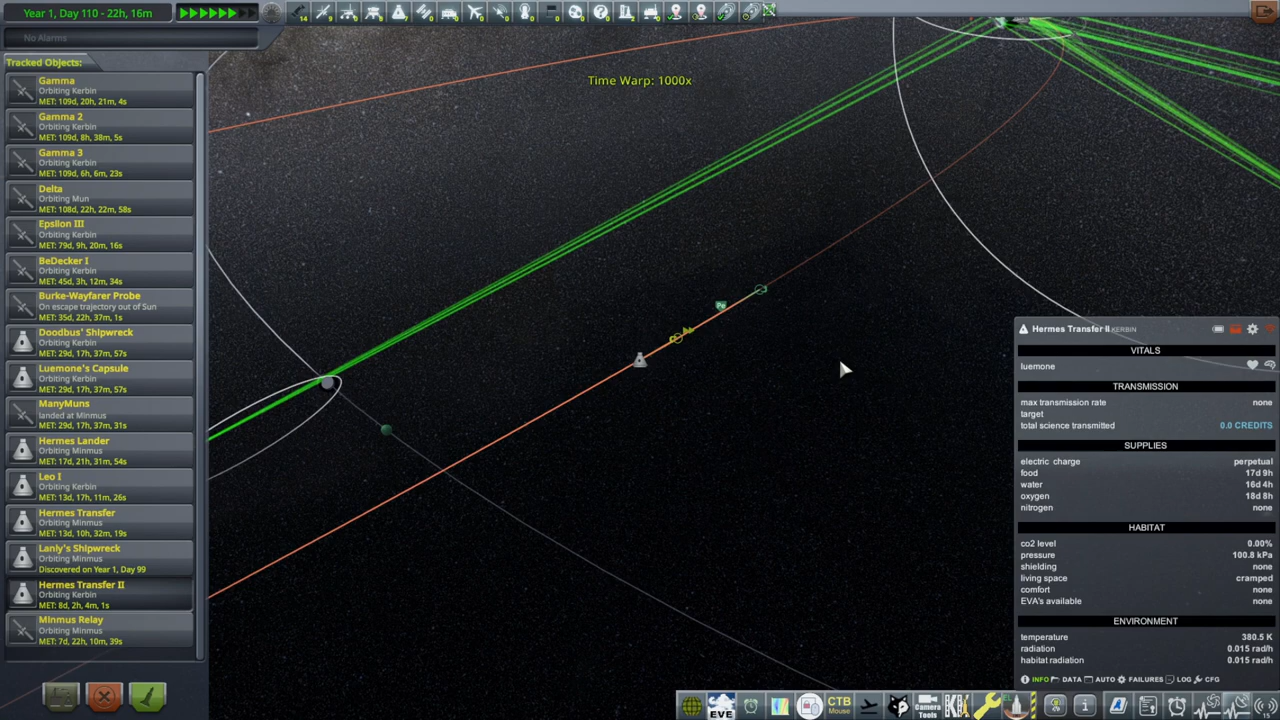 Year 1, Day 110 - 22h, 16m
14
No Alarms
Tracked Objects:
Gamma
Orbiting Kerbin
MET: 109d, 20h, 21m, 4s
Gamma 2
Orbiting Kerbin
MET: 109d, 8h, 38m, 5s
Gamma 3
Orbiting Kerbin
MET: 109d, 6h, 6m, 23s
Delta
Orbiting Mun
MET: 108d, 22h, 22m, 58s
Epsilon III
Orbiting Kerbin
MET: 79d, 9h, 20m, 16s
BeDecker I
Orbiting Kerbin
MET: 45d, 3h, 12m, 34s
Burke-Wayfarer Probe
On escape trajectory out of Sun
MET: 35d, 22h, 37m, 1s
Doodbus' Shipwreck
Orbiting Kerbin
MET: 29d, 17h, 37m, 57s
Luemone's Capsule
Orbiting Kerbin
MET: 29d, 17h, 37m, 57s
ManyMuns
landed at Minmus
MET: 29d, 17h, 37m, 31s
Hermes Lander
Orbiting Minmus
MET: 17d, 21h, 31m, 54s
Leo I
Orbiting Kerbin
MET: 13d, 17h, 11m, 26s
Hermes Transfer
Orbiting Minmus
MET: 13d, 10h, 32m, 19s
Lanly's Shipwreck
Orbiting Minmus
Discovered on Year 1, Day 99
Hermes Transfer II
Orbiting Kerbin
MET: 8d, 2h, 4m, 1s
Minmus Relay
Orbiting Minmus
MET: 7d, 22h, 10m, 39s
Time Warp: 1000x
Pe
Hermes Transfer II KERBIN
VITALS
luemone
TRANSMISSION
max transmission rate none
target
total science transmitted 0.0 CREDITS
SUPPLIES
electric charge perpetual
food 17d 9h
water 16d 4h
oxygen 18d 8h
nitrogen none
HABITAT
co2 level 0.00%
pressure 100.8 kPa
shielding none
living space cramped
comfort none
EVA's available none
ENVIRONMENT
temperature 380.5 K
radiation 0.015 rad/h
habitat radiation 0.015 rad/h
INFO DATA AUTO FAILURES LOG CFG
EVE
CTB
Mouse
Camera
Tools